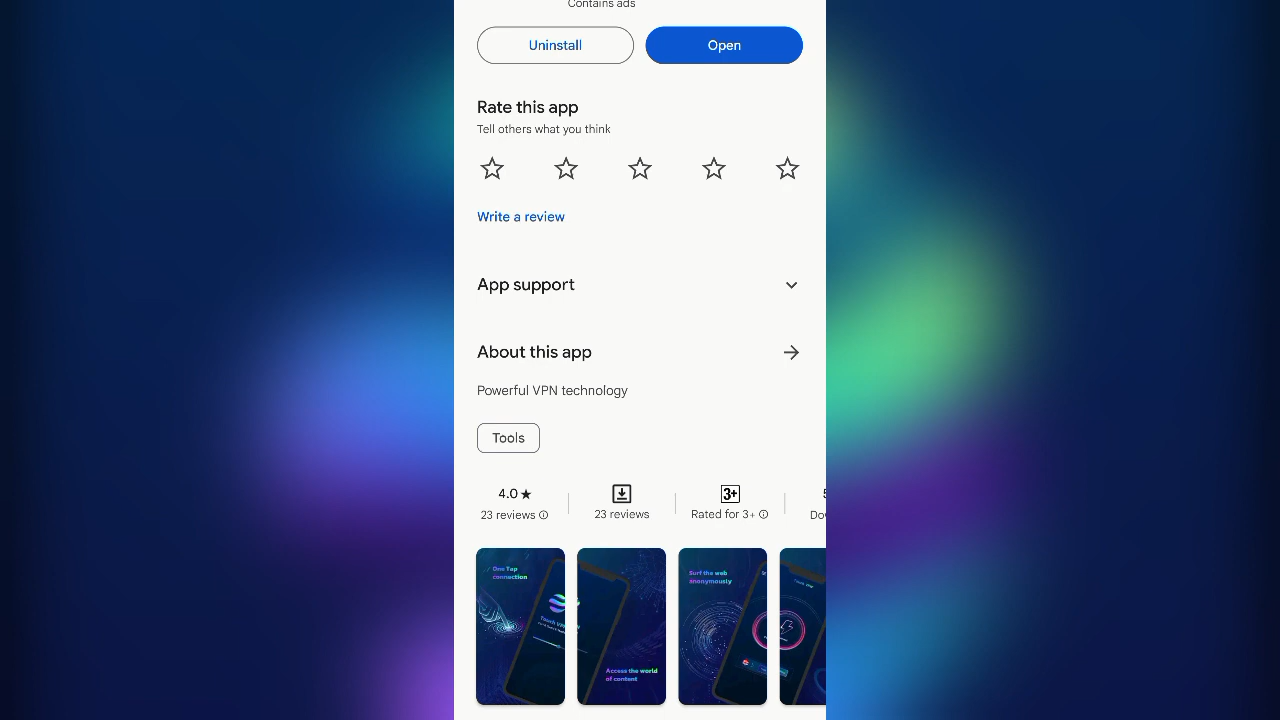 Contains ads
Uninstall
Open
Rate this app
Tell others what you think
Write a review
App support
About this app
Powerful VPN technology
Tools
4.0★
23 reviews
23 reviews
3+
Rated for 3+
One Tap
connection
Access the world
of content
Surf the web
anonymously